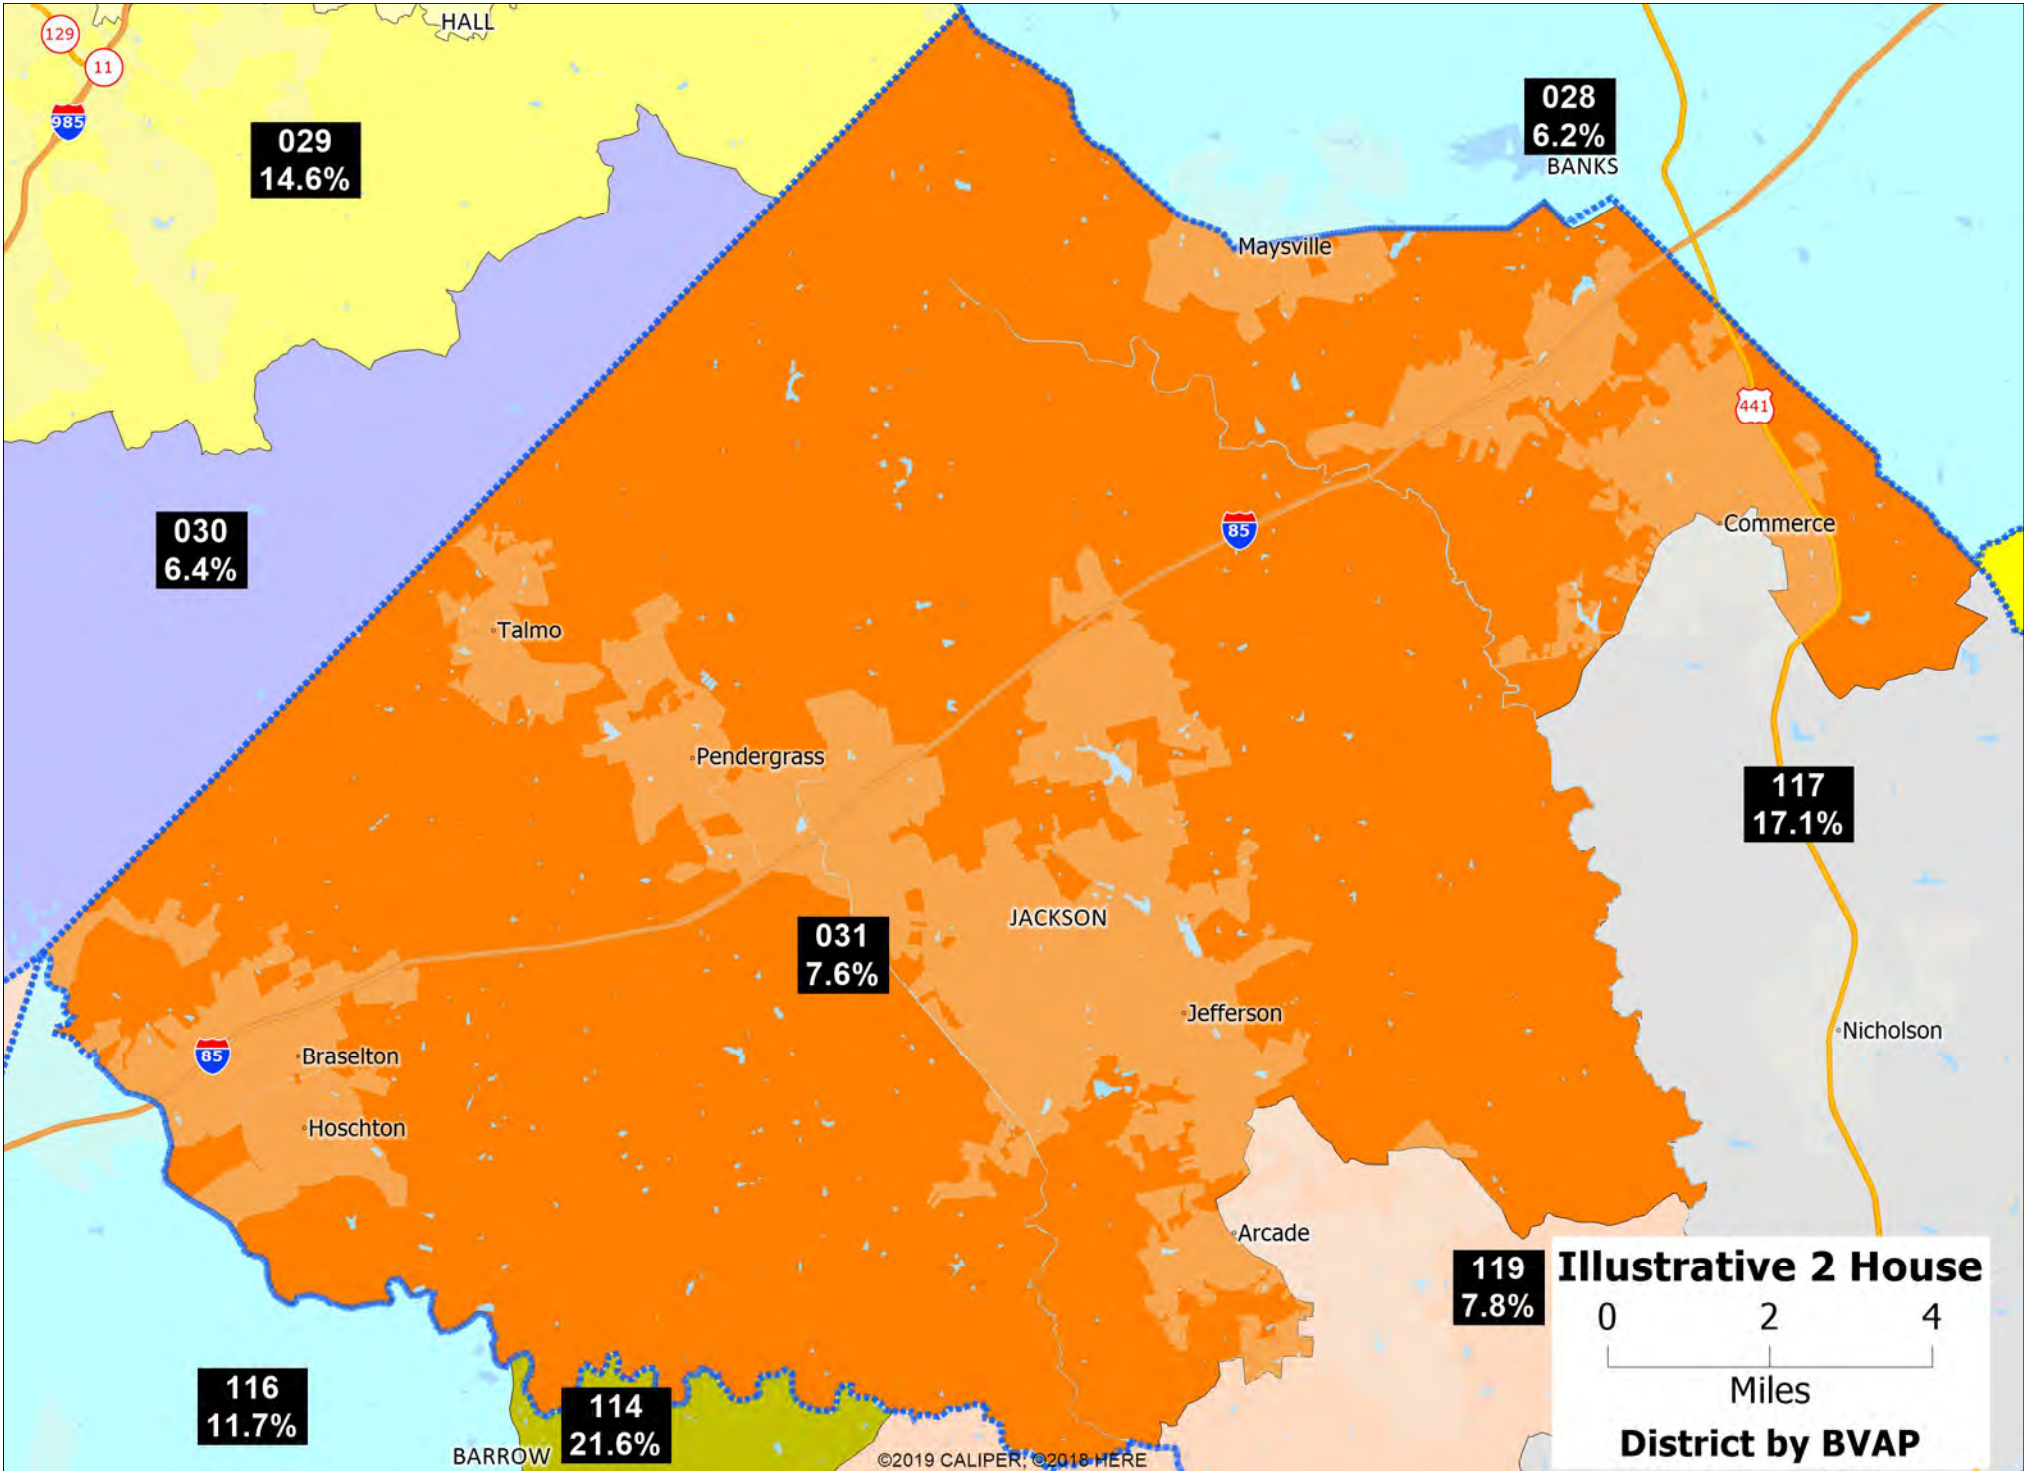 HALL
129
11
985
029
14.6%
028
6.2%
BANKS
Maysville
441
030
6.4%
85
Commerce
Talmo
Pendergrass
117
17.1%
JACKSON
031
7.6%
Jefferson
Nicholson
85
Braselton
Hoschton
Arcade
119
7.8%
Illustrative 2 House
0 2 4
Miles
District by BVAP
116
11.7%
114
21.6%
BARROW
©2019 CALIPER; ©2018 HERE